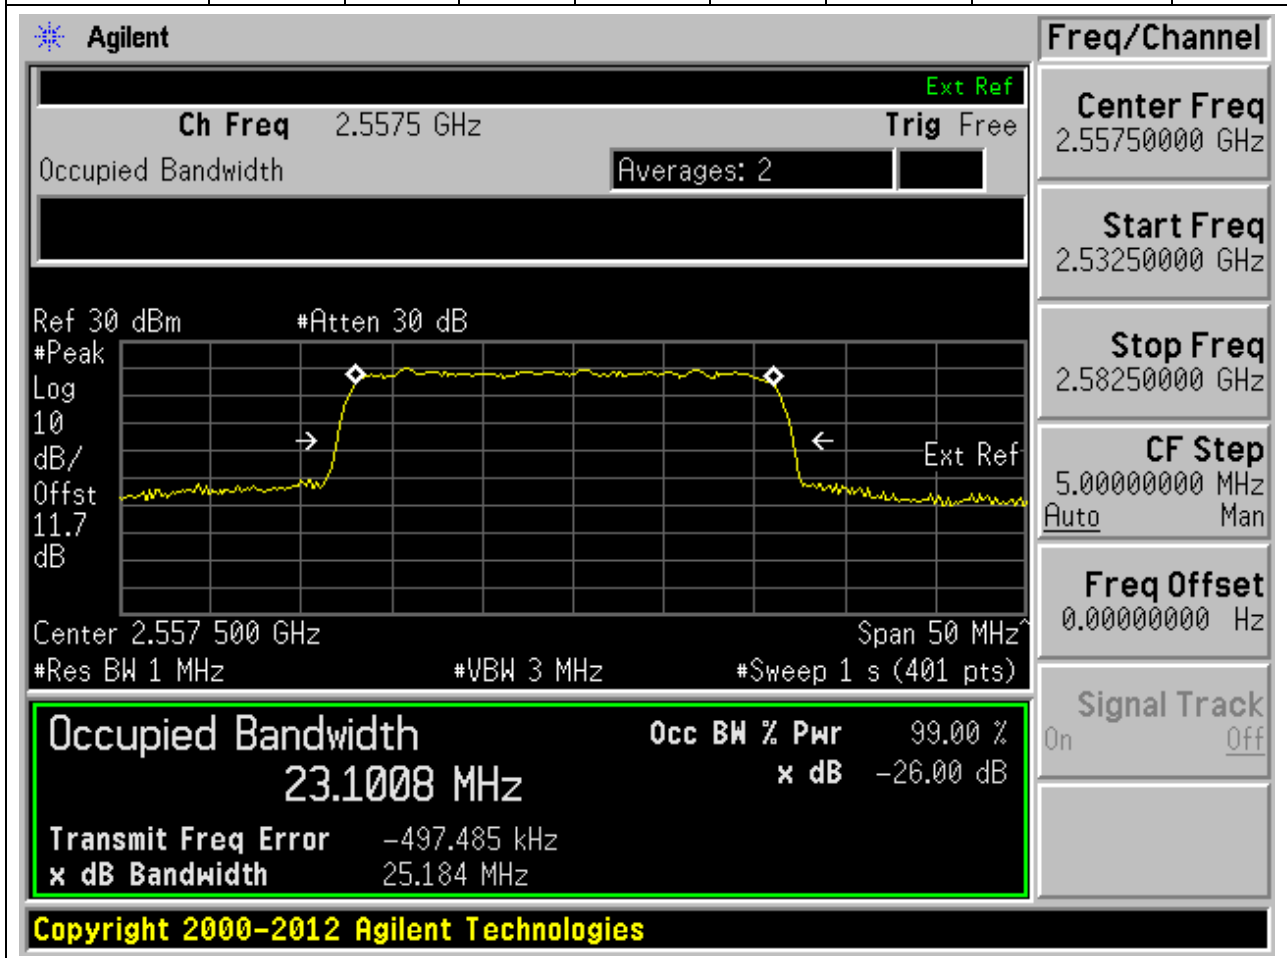 Agilent
Freq/Channel
Ext Ref
Ch Freq 2.5575 GHz Trig Free
Occupied Bandwidth Averages: 2
Center Freq
2.55750000 GHz
Start Freq
2.53250000 GHz
Stop Freq
2.58250000 GHz
CF Step
5.00000000 MHz
Auto Man
Freq Offset
0.00000000 Hz
Signal Track
On Off
Ref 30 dBm #Atten 30 dB
#Peak
Log
10
dB/
Offst
11.7
dB
Ext Ref
Center 2.557 500 GHz Span 50 MHz^
#Res BW 1 MHz #VBW 3 MHz #Sweep 1 s (401 pts)
Occupied Bandwidth
23.1008 MHz
Occ BW % Pwr 99.00 %
x dB -26.00 dB
Transmit Freq Error -497.485 kHz
x dB Bandwidth 25.184 MHz
Copyright 2000-2012 Agilent Technologies